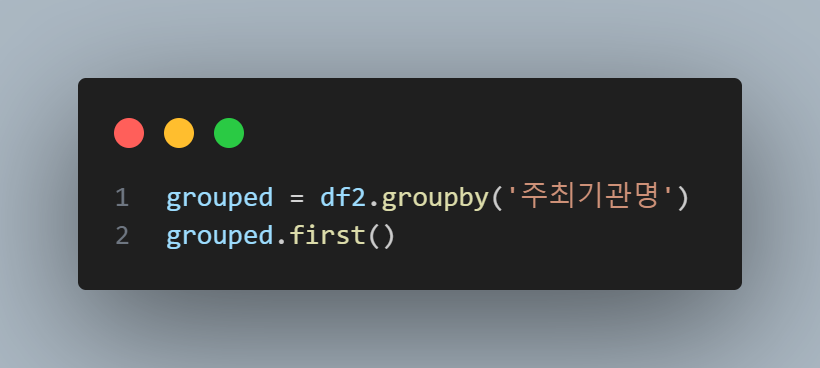 1 grouped = df2.groupby('주최기관명')
2 grouped.first()